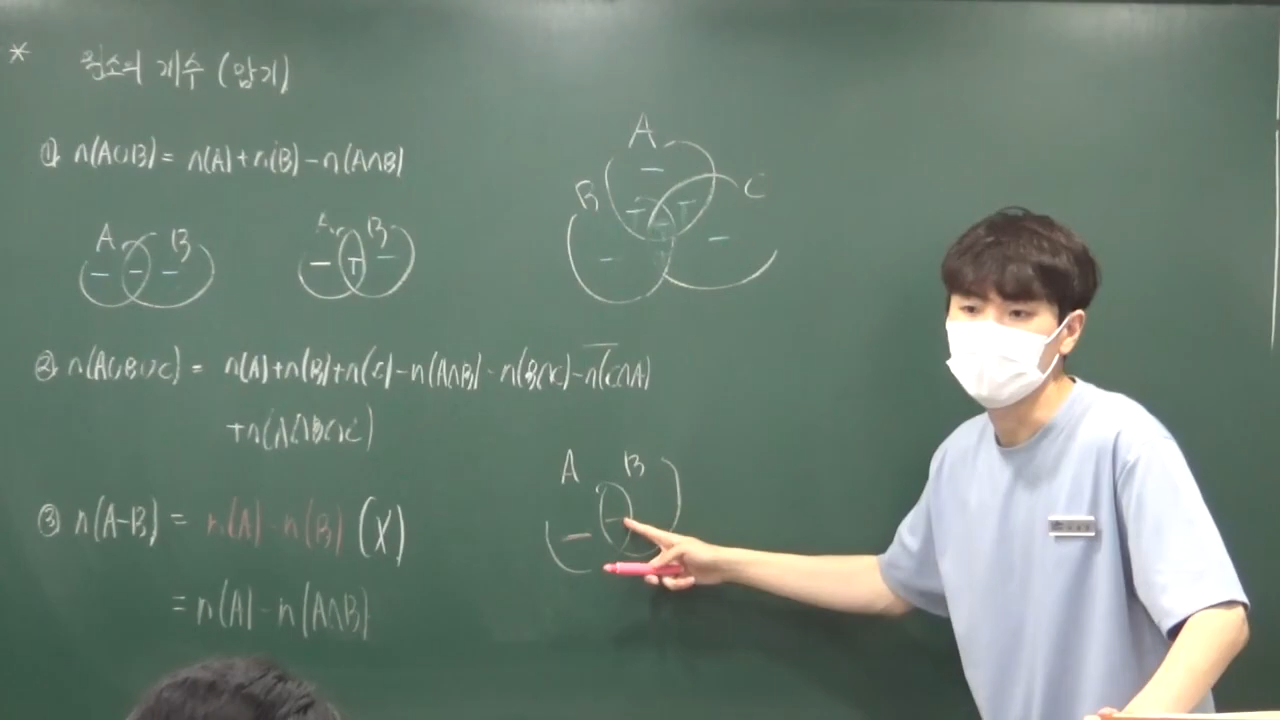 * 원소의 개수 (암기)
① n(A∪B) = n(A)+n(B)-n(A∩B)
A B
A B
A
B C
② n(A∪B∪C) = n(A)+n(B)+n(C)-n(A∩B)-n(B∩C)-n(C∩A)
+n(A∩B∩C)
A B
③ n(A-B) = n(A)-n(B) (X)
= n(A)-n(A∩B)